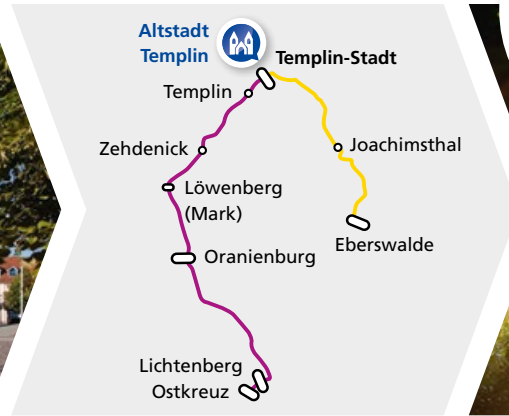 Altstadt
Templin
Templin-Stadt
Templin
Joachimsthal
Zehdenick
Löwenberg
(Mark)
Eberswalde
Oranienburg
Lichtenberg
Ostkreuz